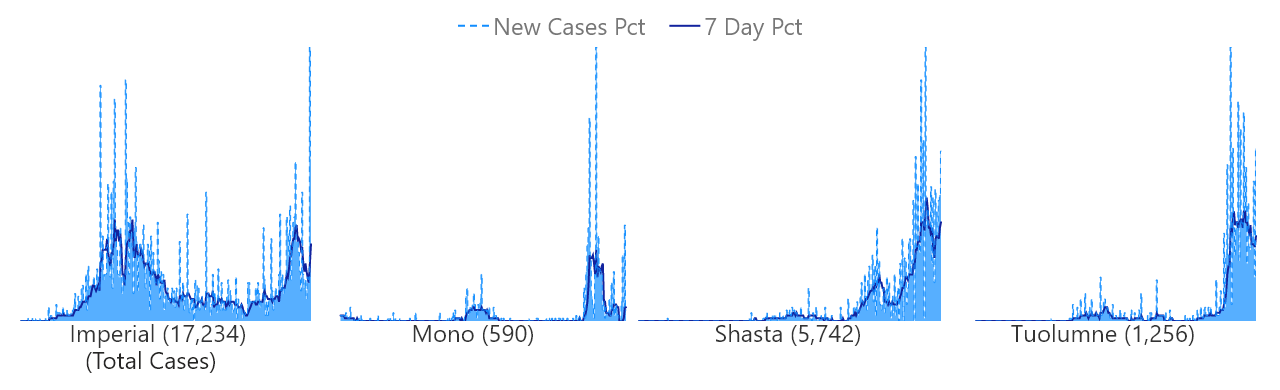 New Cases Pct 7 Day Pct
Imperial (17,234) Mono (590) Shasta (5,742) Tuolumne (1,256)
(Total Cases)